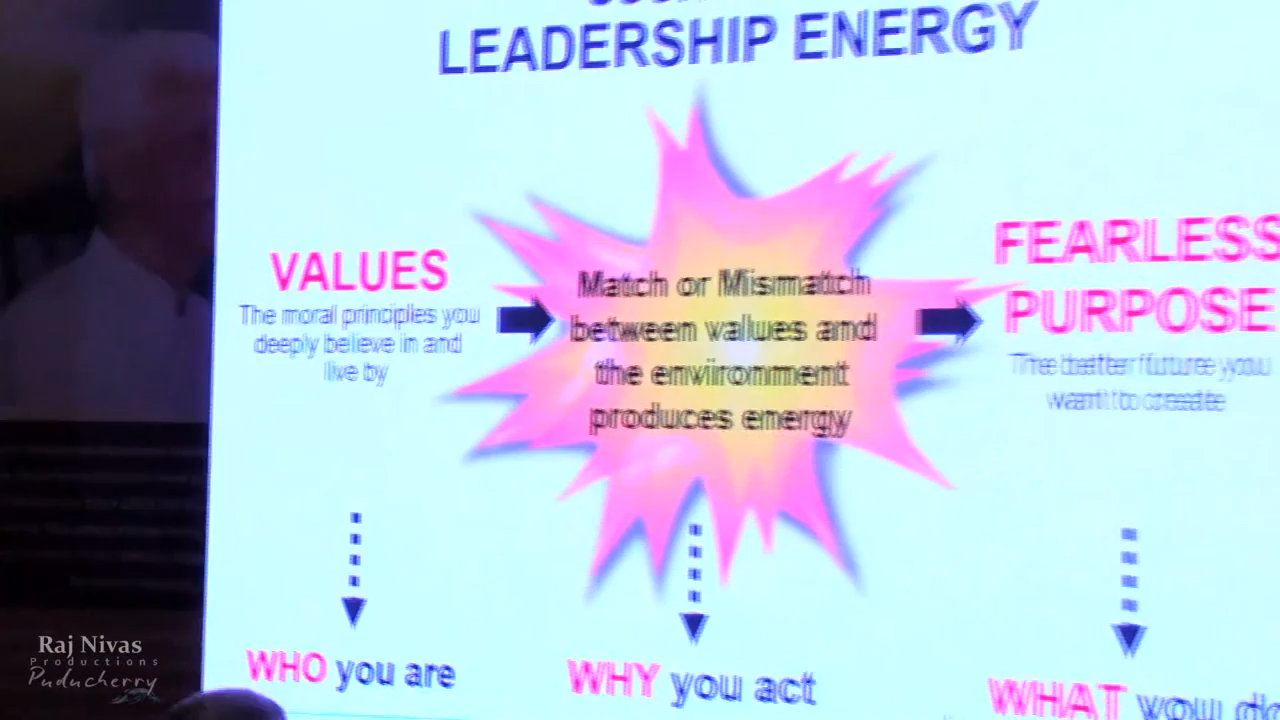 LEADERSHIP ENERGY
VALUES
The moral principles you
deeply believe in and
live by
Match or Mismatch
between values and
the environment
produces energy
FEARLESS
PURPOSE
The better future you
want to create
WHO you are
WHY you act
WHAT you do
Raj Nivas
Productions
Puducherry